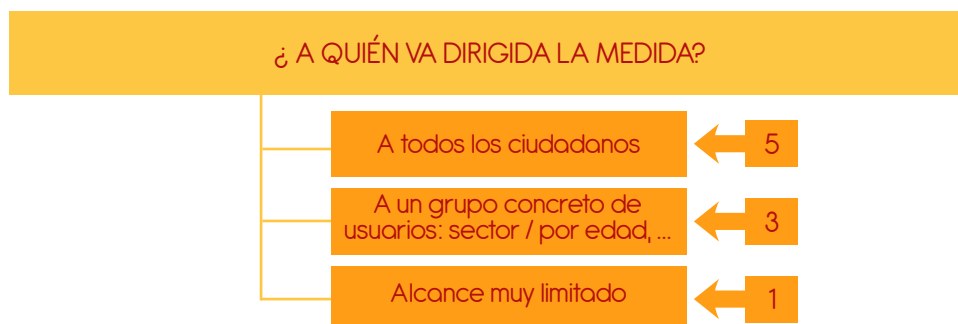 ¿ A QUIÉN VA DIRIGIDA LA MEDIDA?
A todos los ciudadanos
5
A un grupo concreto de
usuarios: sector / por edad, ...
3
Alcance muy limitado
1